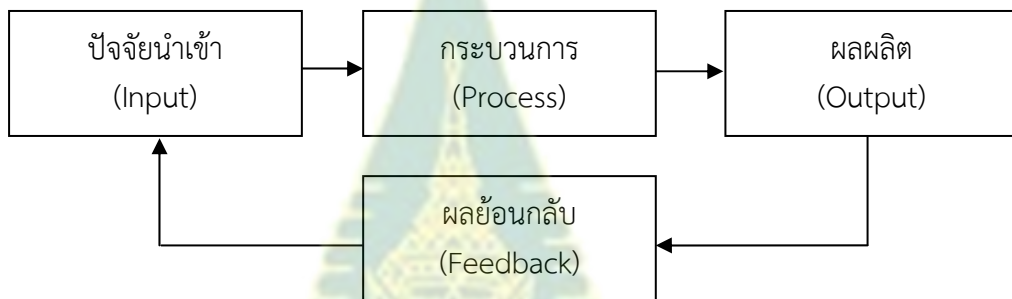 ปัจจัยนำเข้า
(Input)
กระบวนการ
(Process)
ผลผลิต
(Output)
ผลย้อนกลับ
(Feedback)